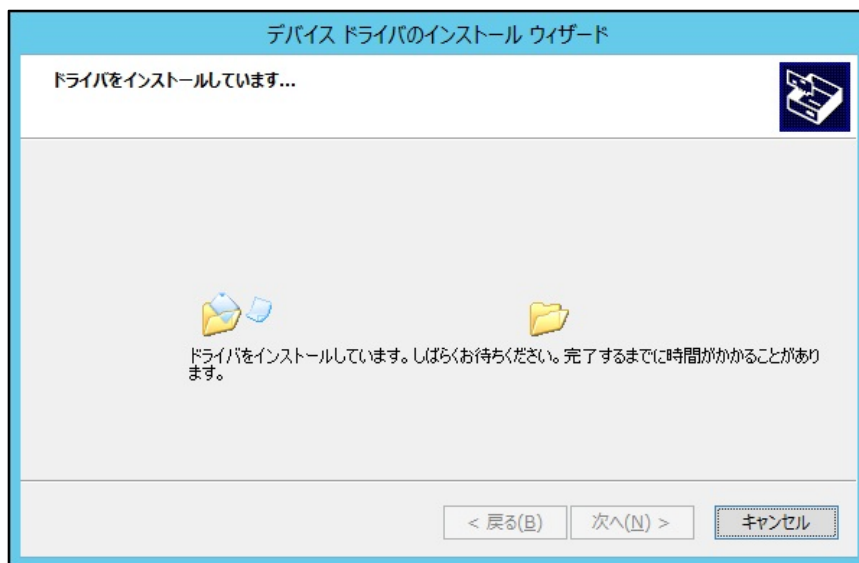 デバイス ドライバのインストール ウィザード
ドライバをインストールしています...
ドライバをインストールしています。しばらくお待ちください。完了するまでに時間がかかることがあり
ます。
< 戻る(B) 次へ(N) > キャンセル